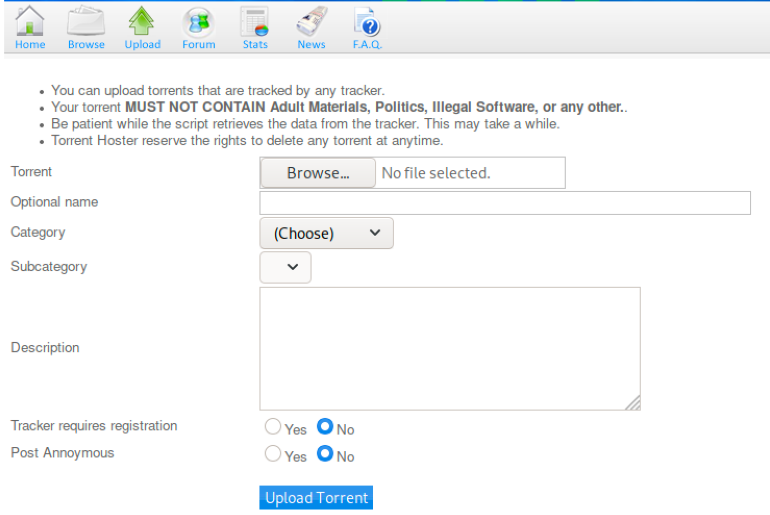 Home Browse Upload Forum Stats News F.A.Q.
You can upload torrents that are tracked by any tracker.
Your torrent MUST NOT CONTAIN Adult Materials, Politics, Illegal Software, or any other..
Be patient while the script retrieves the data from the tracker. This may take a while.
Torrent Hoster reserve the rights to delete any torrent at anytime.
Torrent Browse... No file selected.
Optional name
Category (Choose)
Subcategory
Description
Tracker requires registration Yes No
Post Annoymous Yes No
Upload Torrent